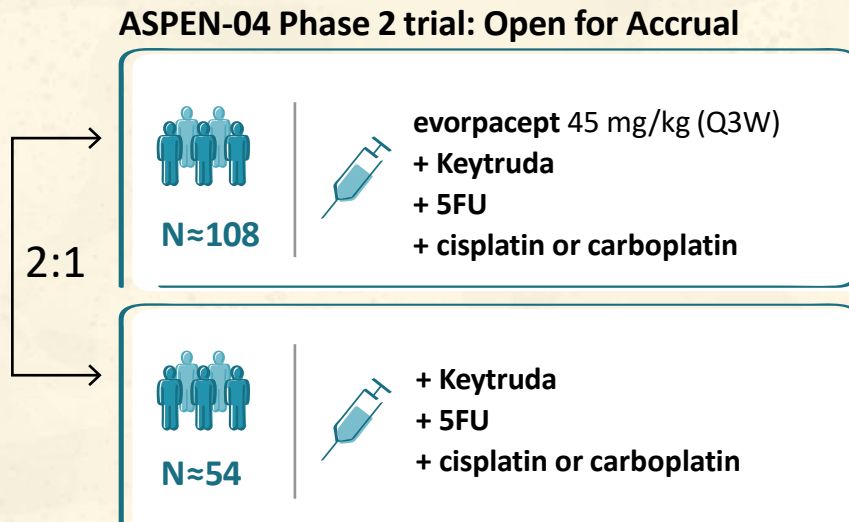 ASPEN-04 Phase 2 trial: Open for Accrual
2:1
N≈108
evorpacept 45 mg/kg (Q3W)
+ Keytruda
+ 5FU
+ cisplatin or carboplatin
N≈54
+ Keytruda
+ 5FU
+ cisplatin or carboplatin